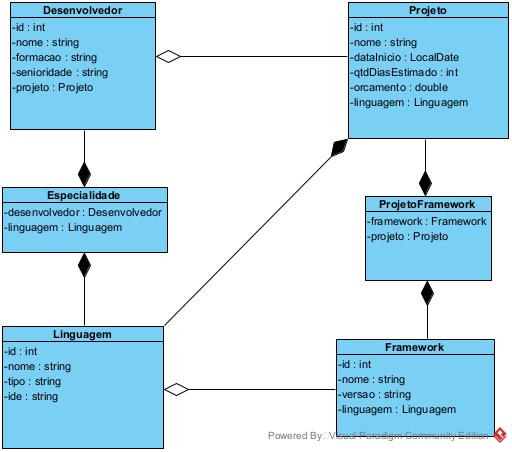 Desenvolvedor
-id : int
-nome : string
-formacao : string
-senioridade : string
-projeto : Projeto
Projeto
-id : int
-nome : string
-dataInicio : LocalDate
-qtdDiasEstimado : int
-orcamento : double
-linguagem : Linguagem
Especialidade
-desenvolvedor : Desenvolvedor
-linguagem : Linguagem
ProjetoFramework
-framework : Framework
-projeto : Projeto
Linguagem
-id : int
-nome : string
-tipo : string
-ide : string
Framework
-id : int
-nome : string
-versao : string
-linguagem : Linguagem
Powered By Visual Paradigm Community Edition